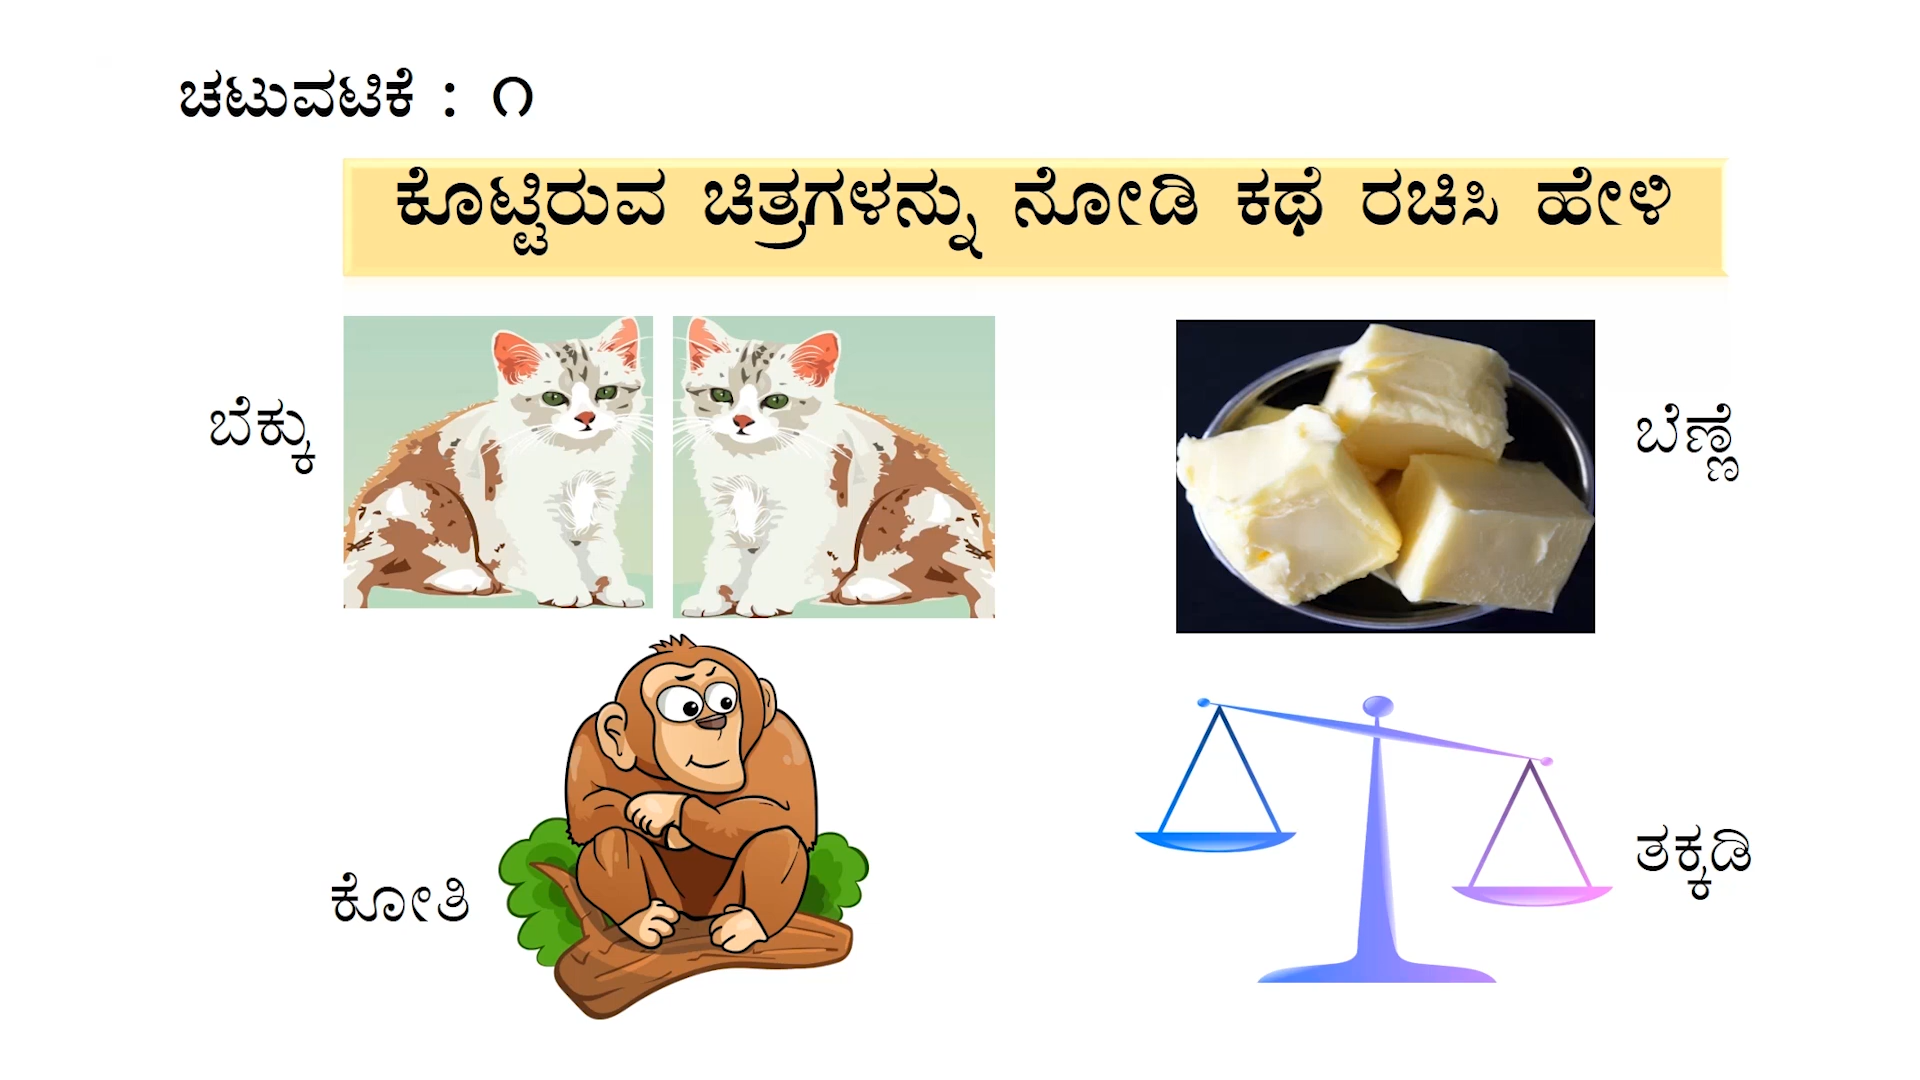 ಚಟುವಟಿಕೆ : ೧
ಕೊಟ್ಟಿರುವ ಚಿತ್ರಗಳನ್ನು ನೋಡಿ ಕಥೆ ರಚಿಸಿ ಹೇಳಿ
ಬೆಕ್ಕು
ಬೆಣ್ಣೆ
ಕೋತಿ
ತಕ್ಕಡಿ